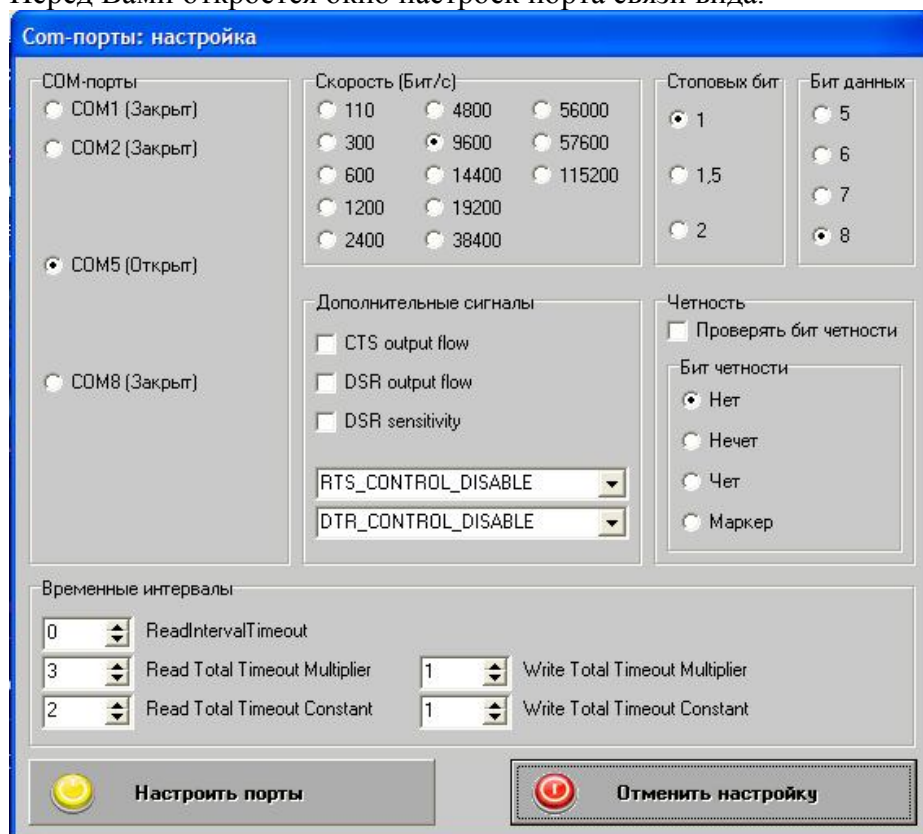 Перед Вами откроется окно настроек порта связи вида:
Com-порты: настройка
COM-порты
COM1 (Закрыт)
COM2 (Закрыт)
COM5 (Открыт)
COM8 (Закрыт)
Скорость (Бит/с)
110 4800 56000
300 9600 57600
600 14400 115200
1200 19200
2400 38400
Стоповых бит
1
1,5
2
Бит данных
5
6
7
8
Дополнительные сигналы
CTS output flow
DSR output flow
DSR sensitivity
RTS_CONTROL_DISABLE
DTR_CONTROL_DISABLE
Четность
Проверять бит четности
Бит четности
Нет
Нечет
Чет
Маркер
Временные интервалы
0 ReadIntervalTimeout
3 Read Total Timeout Multiplier 1 Write Total Timeout Multiplier
2 Read Total Timeout Constant 1 Write Total Timeout Constant
Настроить порты
Отменить настройку